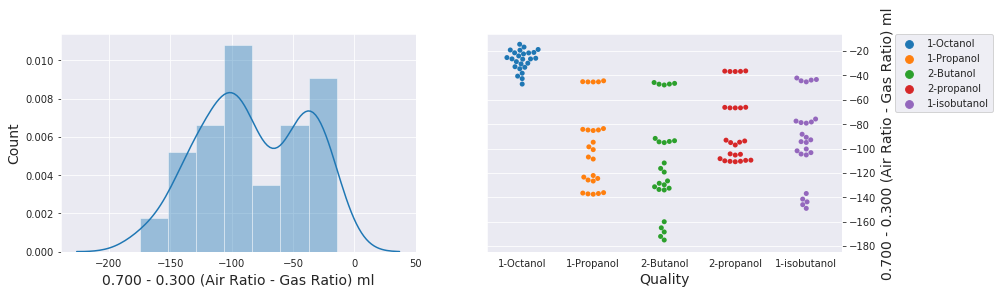 0.010
0.008
0.006
0.004
0.002
0.000
Count
−200
−150
−100
−50
0
50
0.700 - 0.300 (Air Ratio - Gas Ratio) ml
−20
−40
−60
−80
−100
−120
−140
−160
−180
0.700 - 0.300 (Air Ratio - Gas Ratio) ml
1-Octanol
1-Propanol
2-Butanol
2-propanol
1-isobutanol
Quality
1-Octanol
1-Propanol
2-Butanol
2-propanol
1-isobutanol